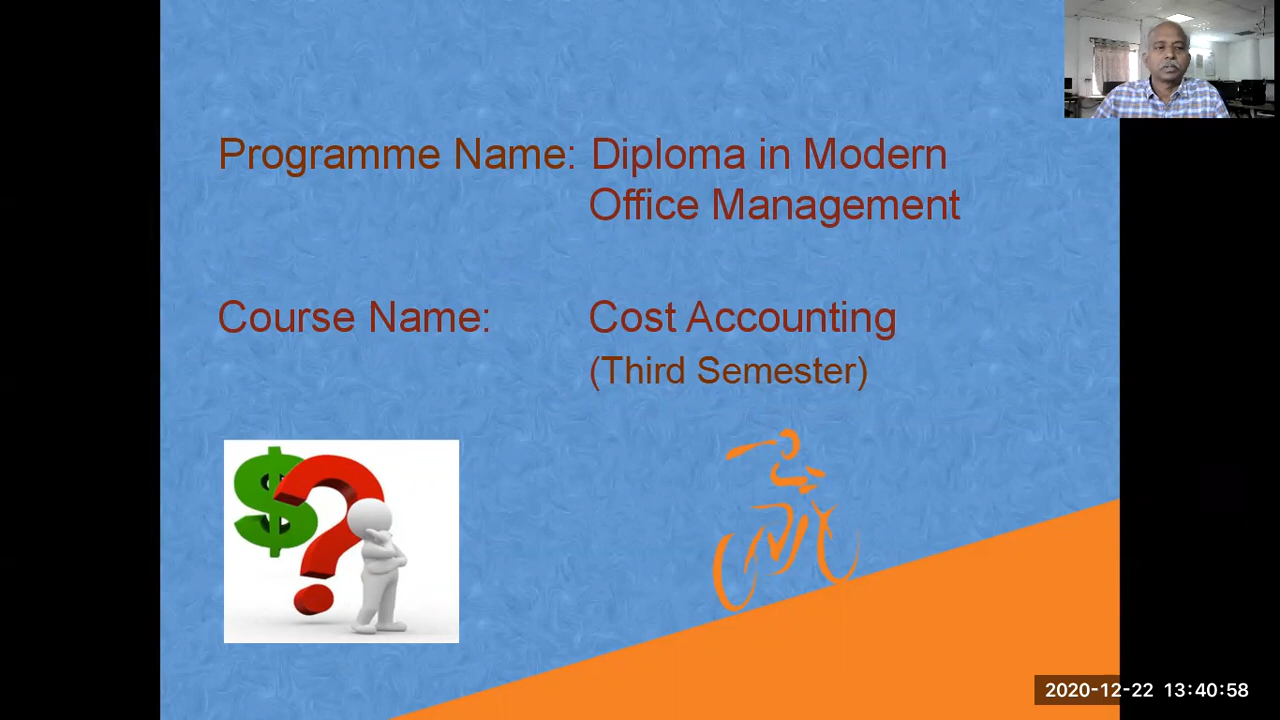 Programme Name: Diploma in Modern
Office Management
Course Name: Cost Accounting
(Third Semester)
$?
2020-12-22 13:40:58